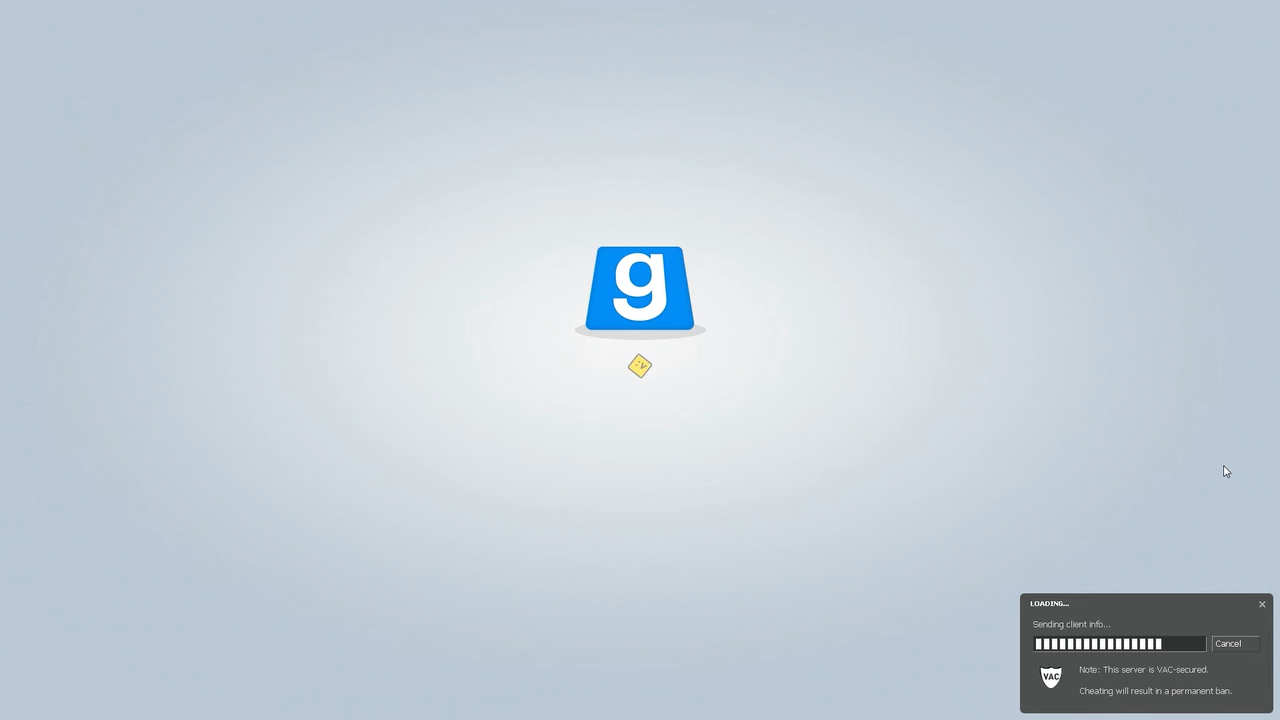 g
:v
LOADING...
Sending client info...
Cancel
VAC
Note: This server is VAC-secured.
Cheating will result in a permanent ban.